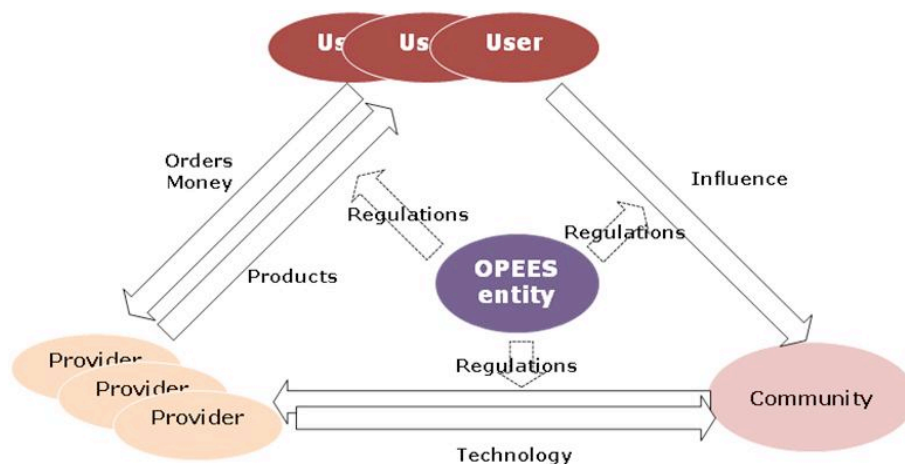 Us Us User
Orders
Money
Influence
Regulations
Regulations
Products
OPEES
entity
Regulations
Provider
Provider
Provider
Community
Technology